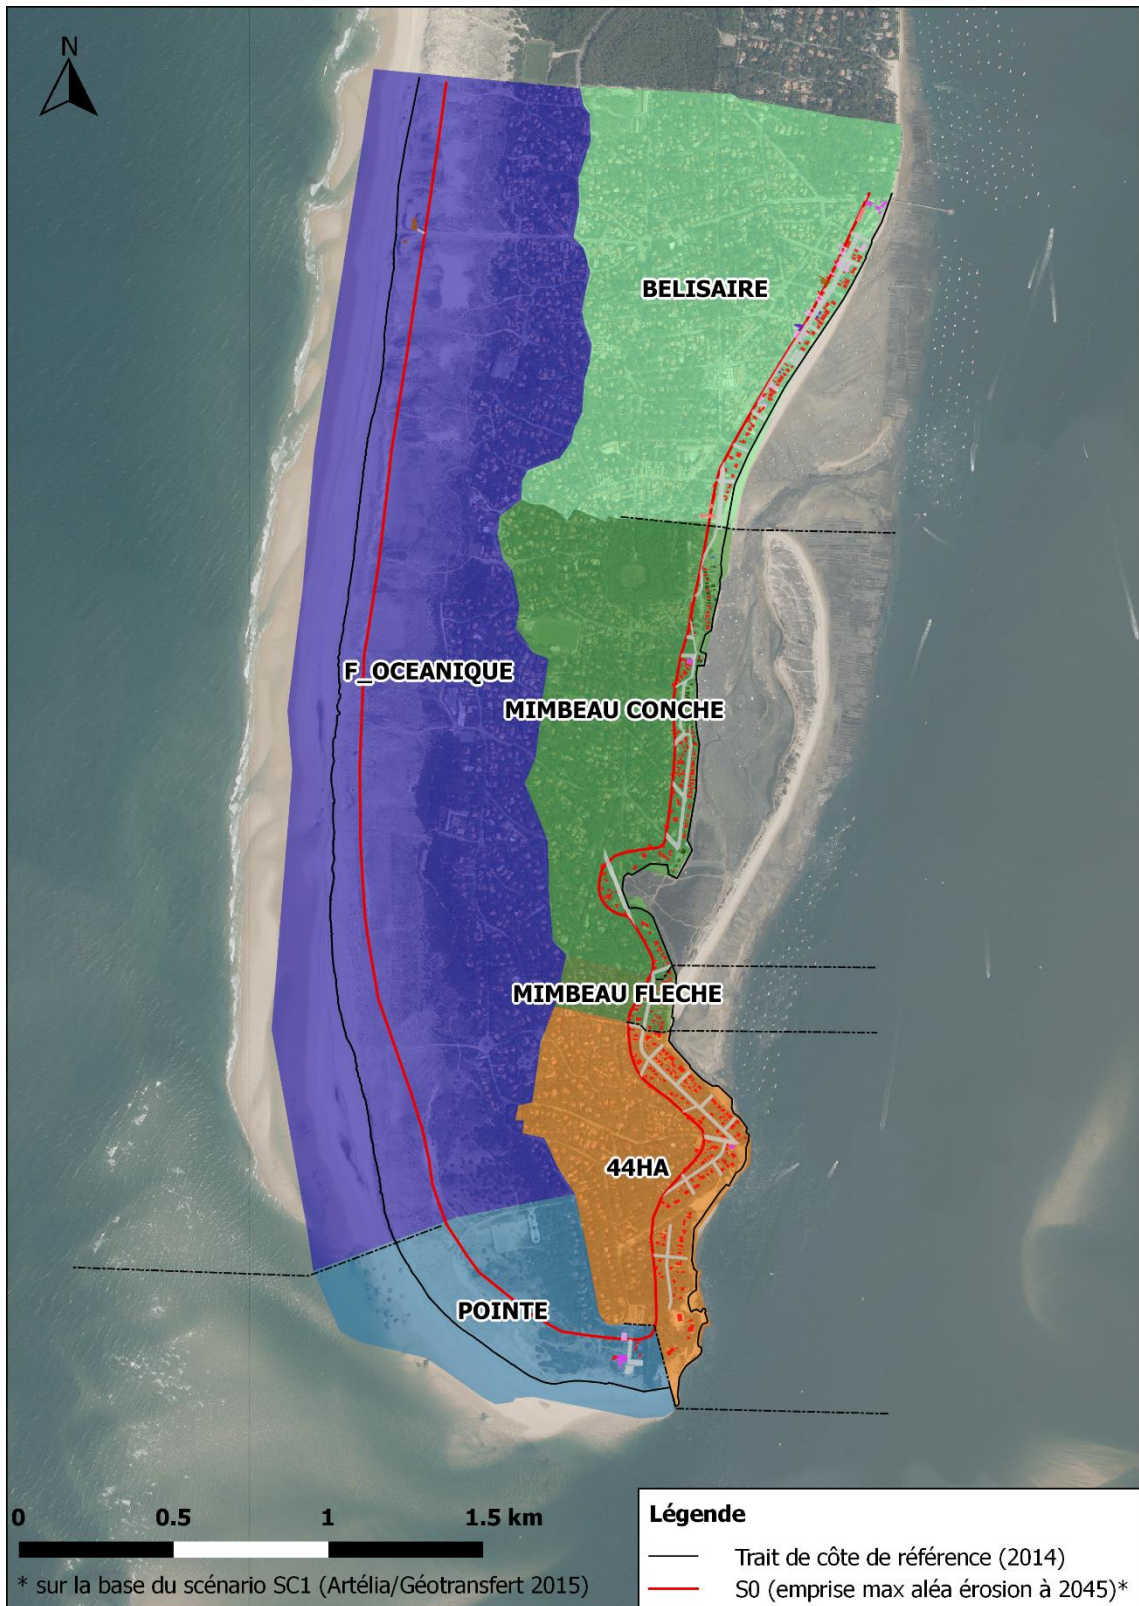 N
BELISAIRE
F_OCEANIQUE
MIMBEAU CONCHE
MIMBEAU FLECHE
44HA
POINTE
0 0.5 1 1.5 km
* sur la base du scénario SC1 (Artélia/Géotransfert 2015)
Légende
Trait de côte de référence (2014)
S0 (emprise max aléa érosion à 2045)*